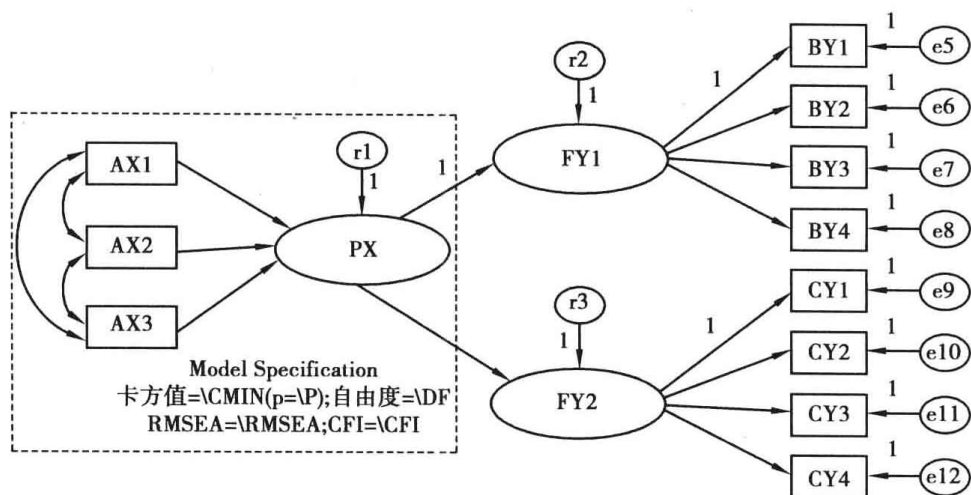 AX1
AX2
AX3
r1
1
PX
1
Model Specification
卡方值=\CMIN(p=\P);自由度=\DF
RMSEA=\RMSEA;CFI=\CFI
r2
1
FY1
1
BY1
1
e5
BY2
1
e6
BY3
1
e7
BY4
1
e8
r3
1
FY2
1
CY1
1
e9
CY2
1
e10
CY3
1
e11
CY4
1
e12